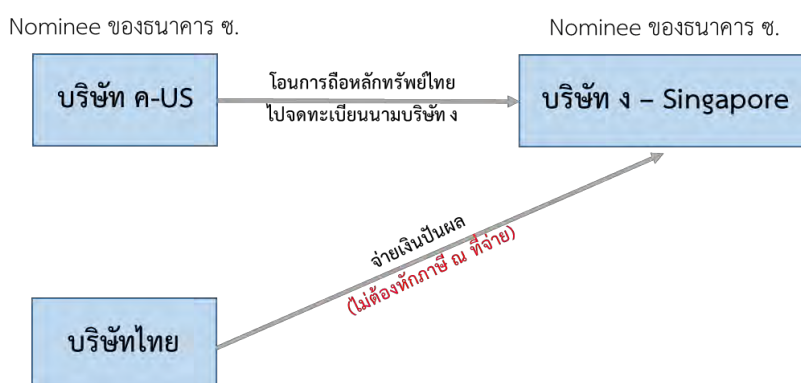 Nominee ของธนาคาร ซ.
Nominee ของธนาคาร ซ.
บริษัท ค-US
โอนการถือหลักทรัพย์ไทย
ไปจดทะเบียนนามบริษัท ง
บริษัท ง – Singapore
จ่ายเงินปันผล
(ไม่ต้องหักภาษี ณ ที่จ่าย)
บริษัทไทย